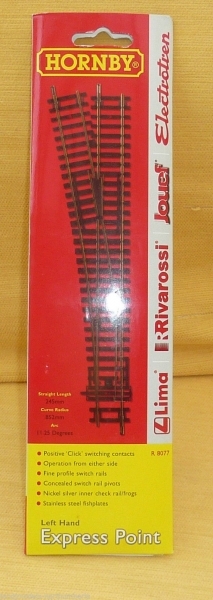 HORNBY®
Electrotren
Jouef
Rivarossi
Lima
Straight Length
Curve Radius
Arc
R 8077
• Positive 'Click' switching contacts
• Operation from either side
• Fine profile switch rails
• Concealed switch rail pivots
• Nickel silver inner check rail/frogs
• Stainless steel fishplates
Left Hand
Express Point